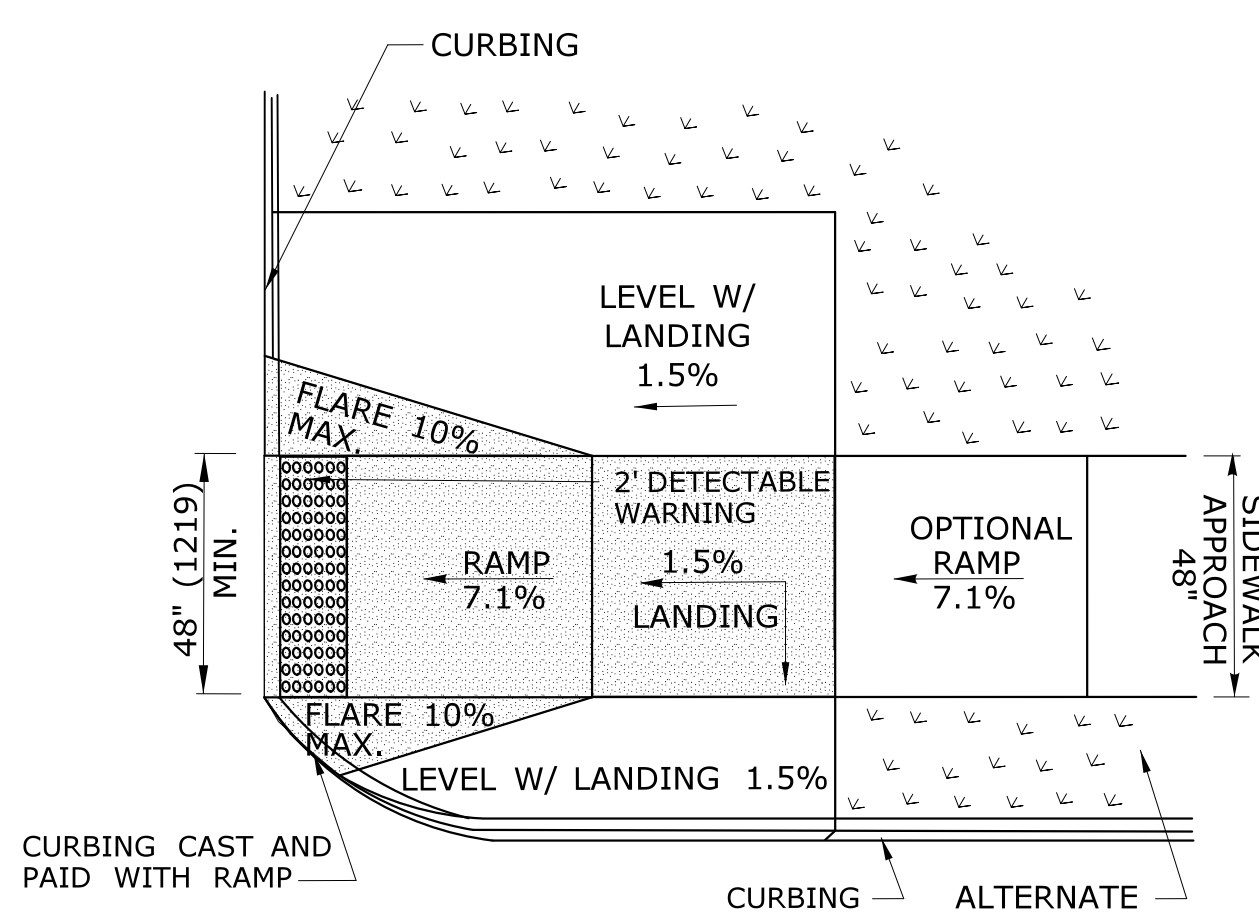 CURBING
LEVEL W/
LANDING
1.5%
FLARE 10%
MAX.
2' DETECTABLE
WARNING
48" (1219)
MIN.
RAMP
7.1%
1.5%
LANDING
OPTIONAL
RAMP
7.1%
SIDEWALK
APPROACH
48"
FLARE 10%
MAX.
LEVEL W/ LANDING 1.5%
CURBING CAST AND
PAID WITH RAMP
CURBING
ALTERNATE